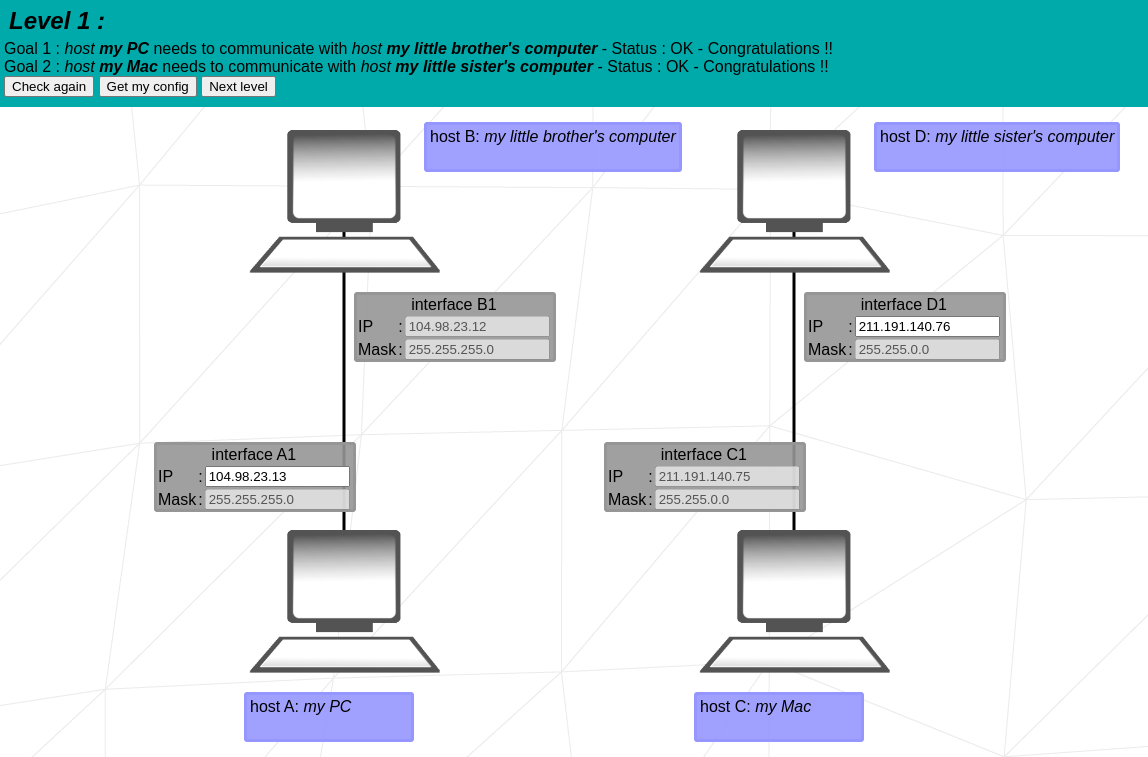 Level 1 :
Goal 1 : host my PC needs to communicate with host my little brother's computer - Status : OK - Congratulations !!
Goal 2 : host my Mac needs to communicate with host my little sister's computer - Status : OK - Congratulations !!
Check again Get my config Next level
host B: my little brother's computer
host D: my little sister's computer
interface B1
IP : 104.98.23.12
Mask : 255.255.255.0
interface D1
IP : 211.191.140.76
Mask : 255.255.0.0
interface A1
IP : 104.98.23.13
Mask : 255.255.255.0
interface C1
IP : 211.191.140.75
Mask : 255.255.0.0
host A: my PC
host C: my Mac